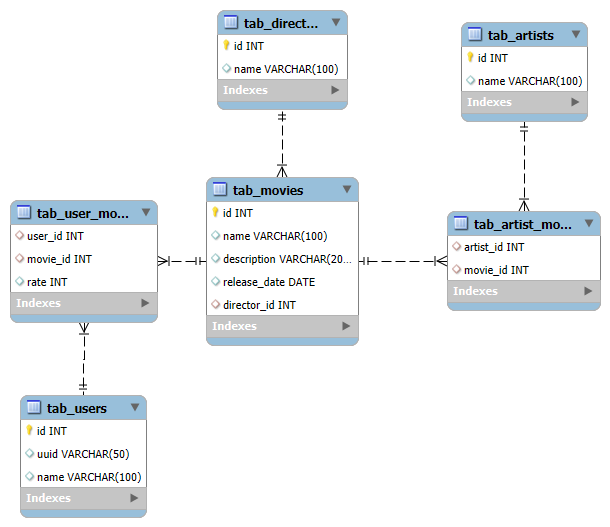 tab_direct...
id INT
name VARCHAR(100)
Indexes
tab_artists
id INT
name VARCHAR(100)
Indexes
tab_movies
id INT
name VARCHAR(100)
description VARCHAR(20...
release_date DATE
director_id INT
Indexes
tab_user_mo...
user_id INT
movie_id INT
rate INT
Indexes
tab_artist_mo...
artist_id INT
movie_id INT
Indexes
tab_users
id INT
uuid VARCHAR(50)
name VARCHAR(100)
Indexes